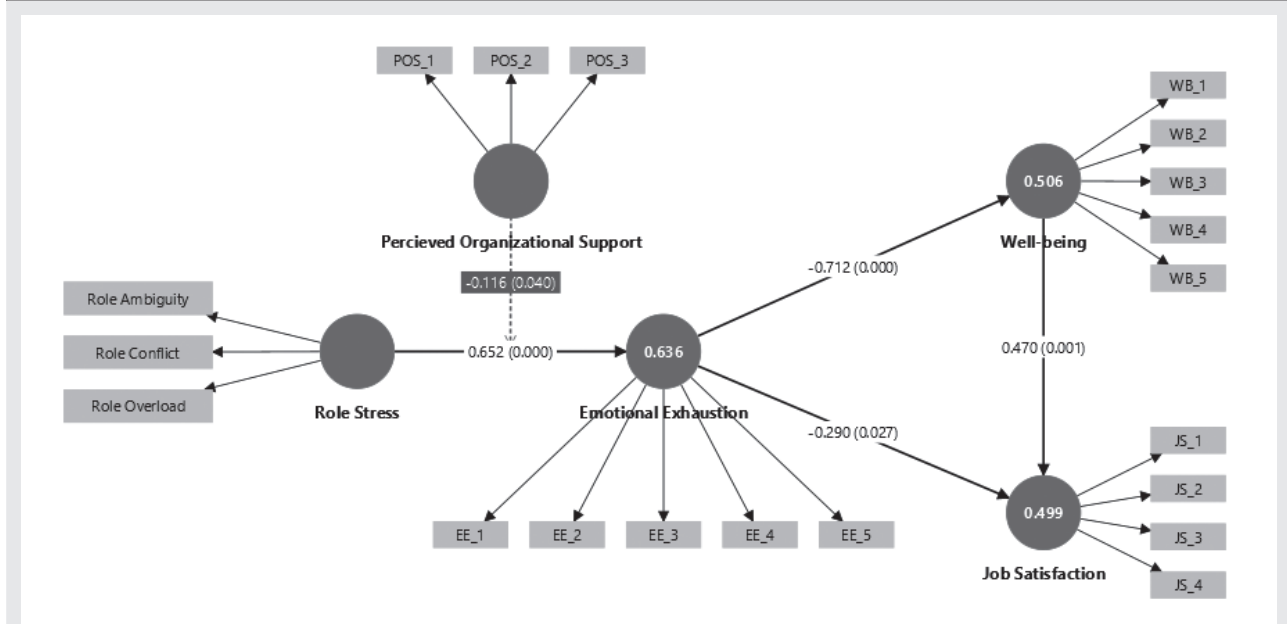 POS_1
POS_2
POS_3
Percieved Organizational Support
-0.116 (0.040)
Role Ambiguity
Role Conflict
Role Overload
Role Stress
0.652 (0.000)
0.636
Emotional Exhaustion
EE_1
EE_2
EE_3
EE_4
EE_5
-0.712 (0.000)
-0.290 (0.027)
0.506
Well-being
WB_1
WB_2
WB_3
WB_4
WB_5
0.470 (0.001)
0.499
Job Satisfaction
JS_1
JS_2
JS_3
JS_4